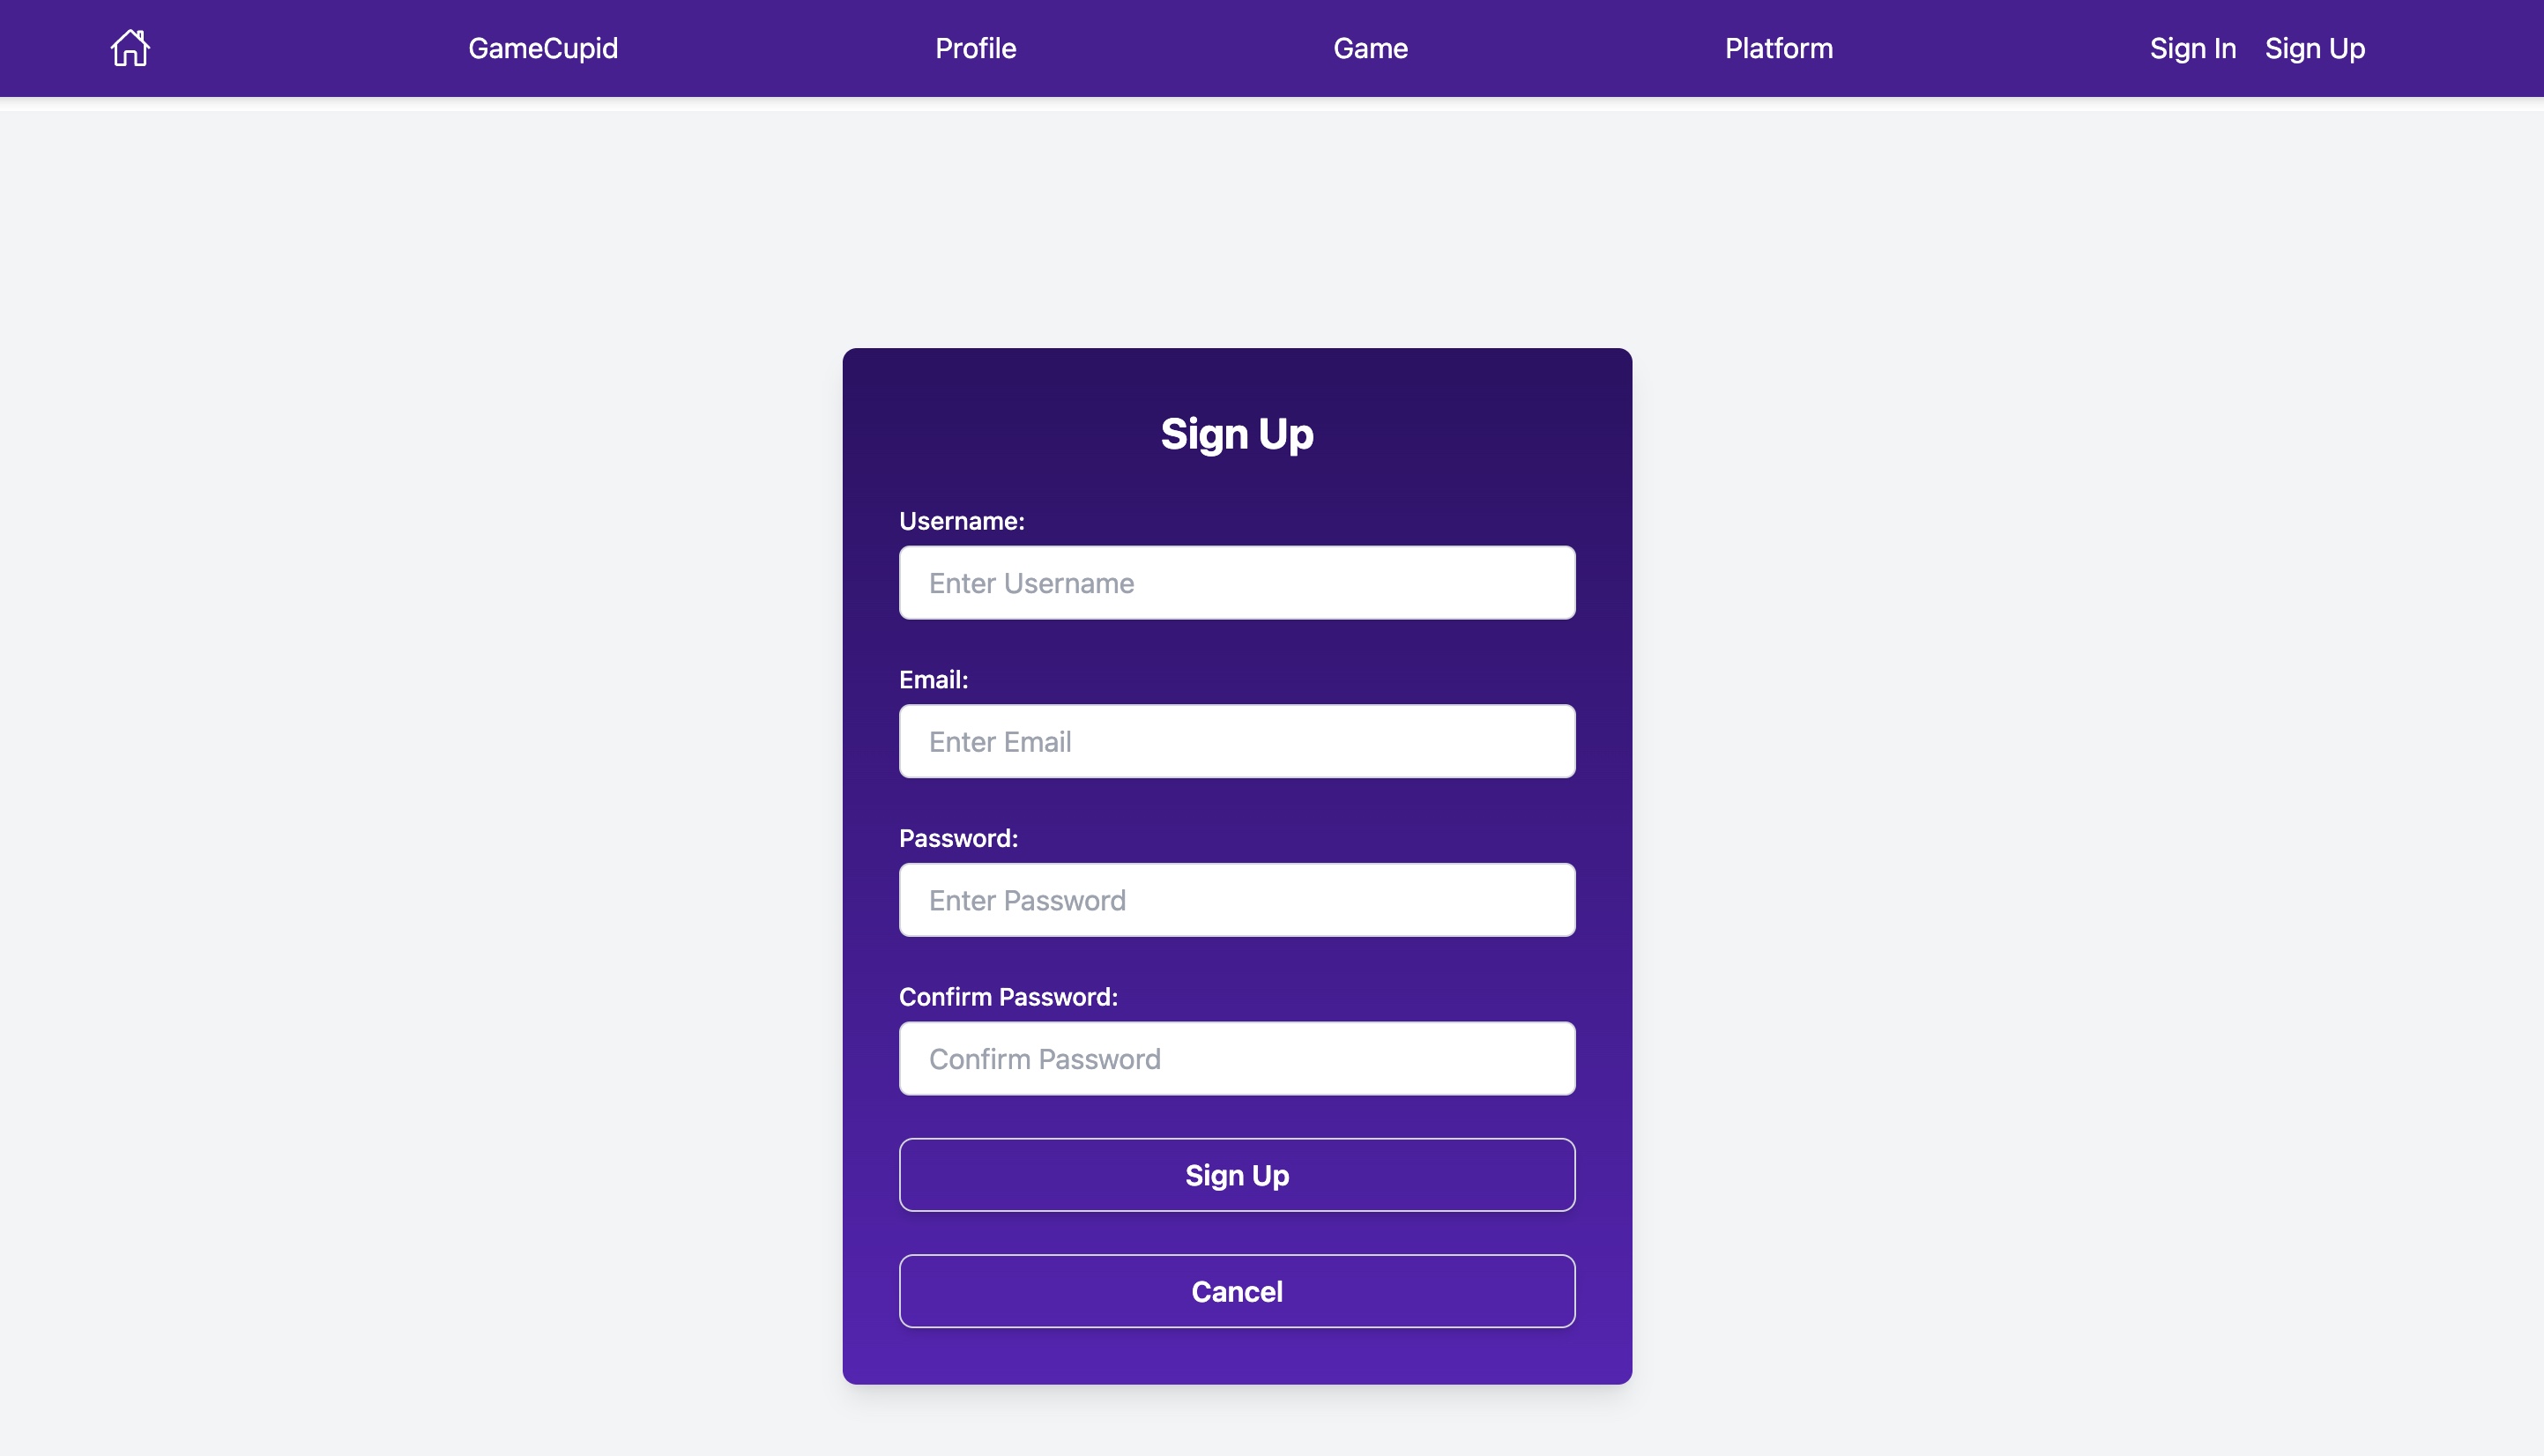 GameCupid Profile Game Platform Sign In Sign Up
Sign Up
Username:
Enter Username
Email:
Enter Email
Password:
Enter Password
Confirm Password:
Confirm Password
Sign Up
Cancel